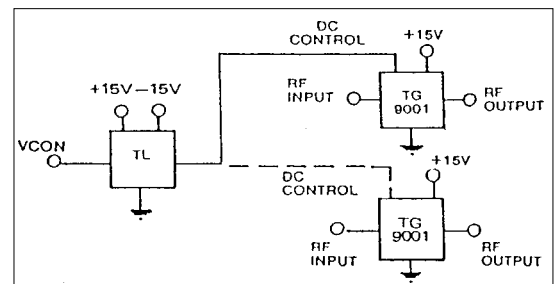 DC
CONTROL
+15V
RF
INPUT
TG
9001
RF
OUTPUT
+15V–15V
VCON
TL
DC
CONTROL
+15V
TG
9001
RF
INPUT
RF
OUTPUT